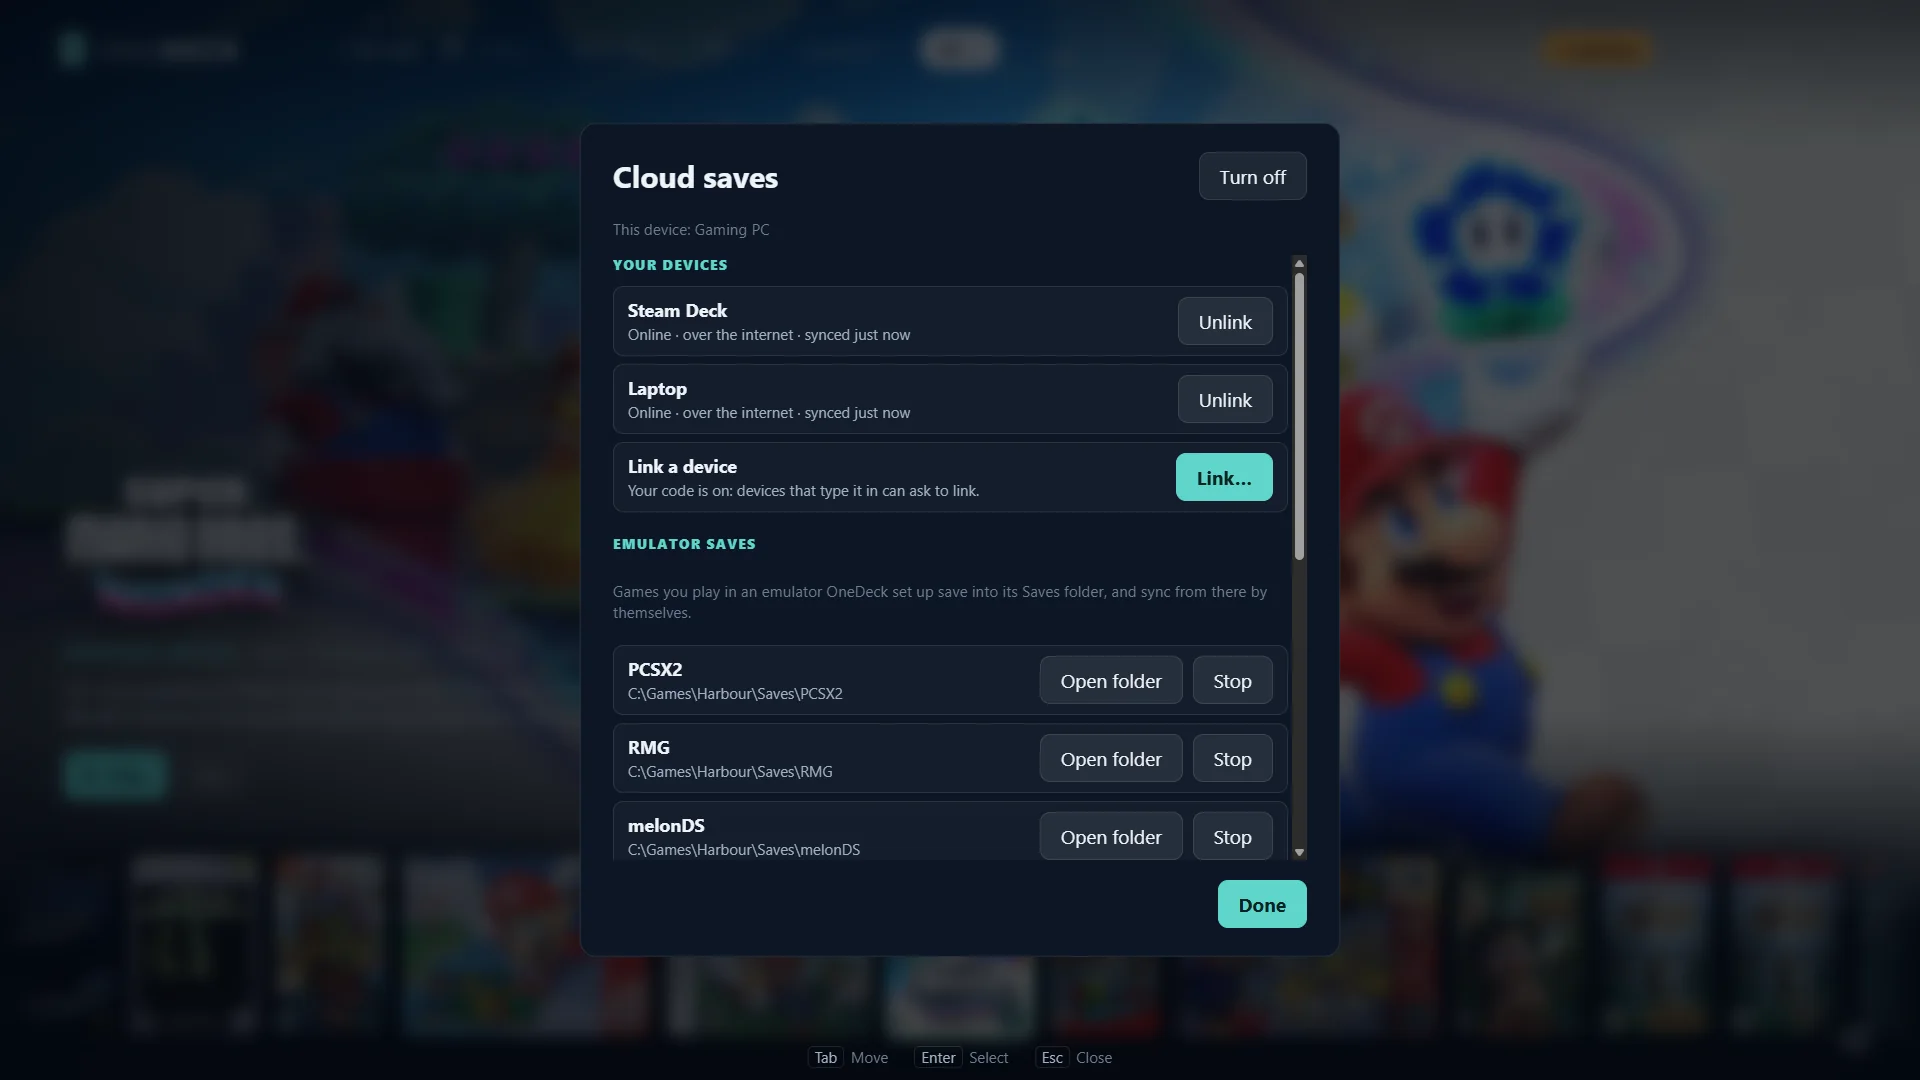 Cloud saves
Turn off
This device: Gaming PC
YOUR DEVICES
Steam Deck
Online · over the internet · synced just now
Unlink
Laptop
Online · over the internet · synced just now
Unlink
Link a device
Your code is on: devices that type it in can ask to link.
Link...
EMULATOR SAVES
Games you play in an emulator OneDeck set up save into its Saves folder, and sync from there by
themselves.
PCSX2
C:\Games\Harbour\Saves\PCSX2
Open folder
Stop
RMG
C:\Games\Harbour\Saves\RMG
Open folder
Stop
melonDS
C:\Games\Harbour\Saves\melonDS
Open folder
Stop
Done
Tab Move Enter Select Esc Close